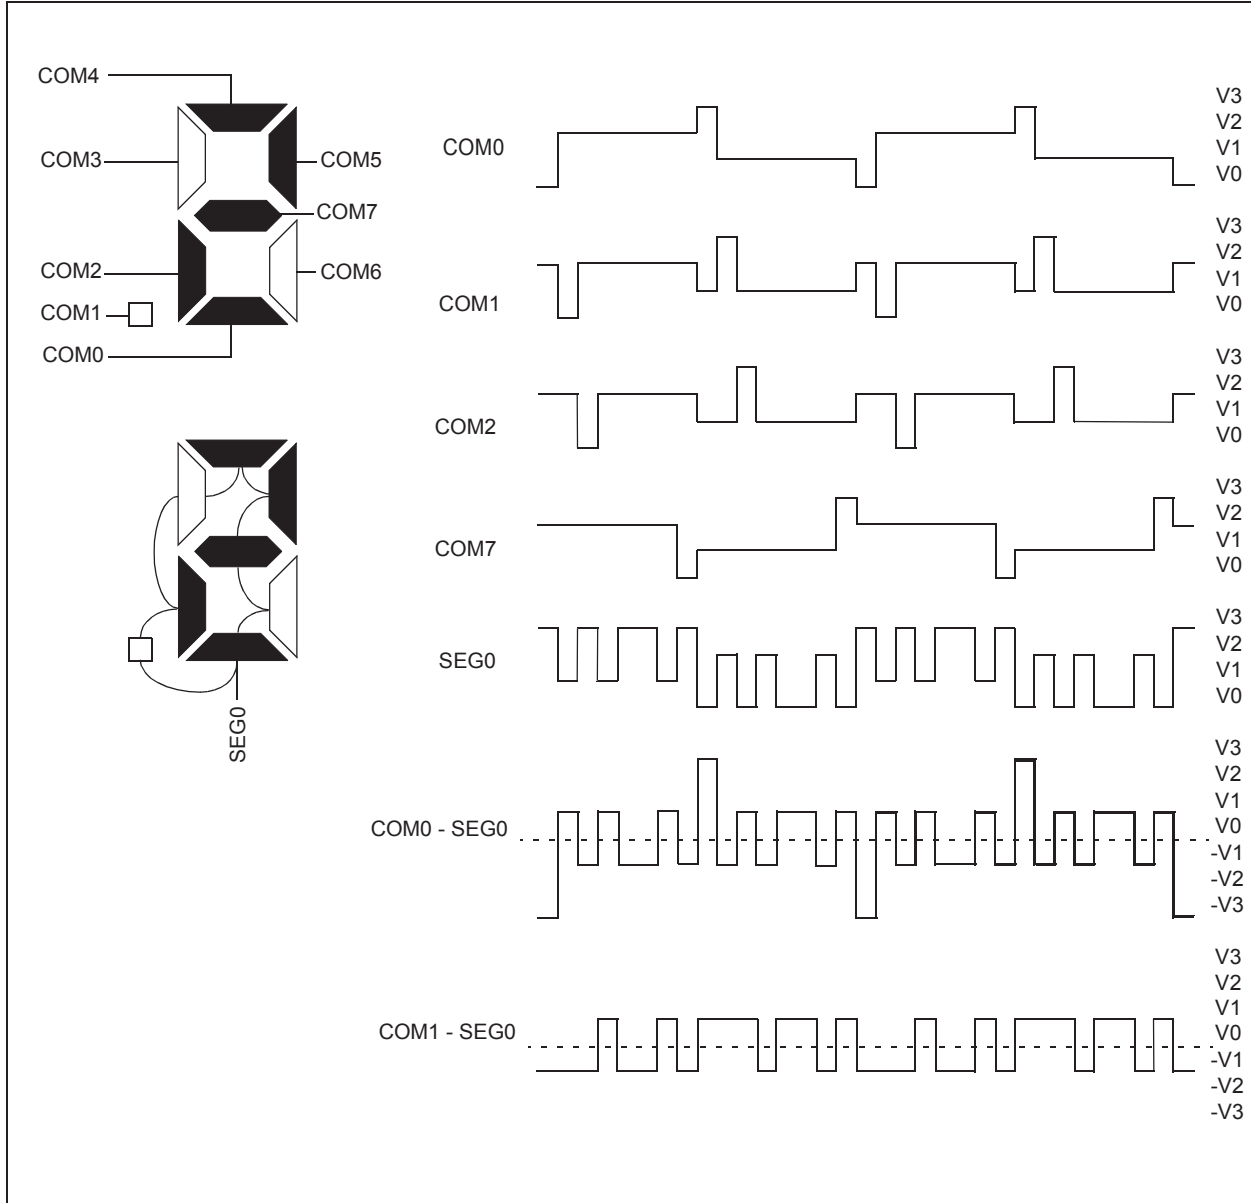 COM4
COM3
COM5
COM7
COM2
COM6
COM1
COM0
SEG0
COM0
V3
V2
V1
V0
COM1
V3
V2
V1
V0
COM2
V3
V2
V1
V0
COM7
V3
V2
V1
V0
SEG0
V3
V2
V1
V0
COM0 - SEG0
V3
V2
V1
V0
-V1
-V2
-V3
COM1 - SEG0
V3
V2
V1
V0
-V1
-V2
-V3